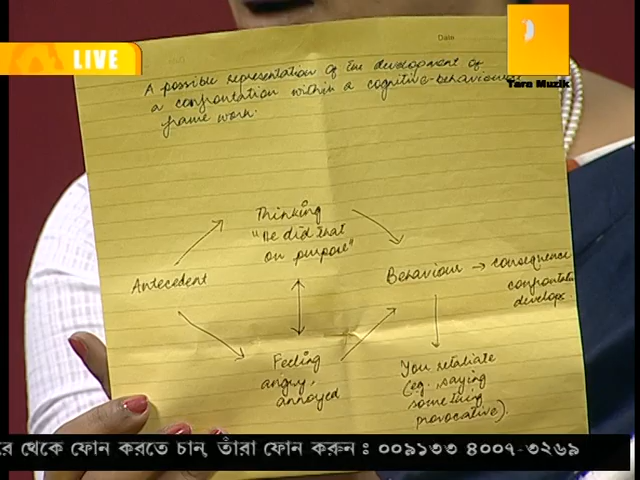 LIVE
Tara Muzik
Date
A possible representation of the development of
a confrontation within a cognitive-behavioural
frame work.
Thinking
"He did that
on purpose"
Antecedent
Behaviour → consequence
confrontation
develops
Feeling
angry,
annoyed
You retaliate
(eg., saying
something
provocative).
রে থেকে ফোন করতে চান, তাঁরা ফোন করুন : ০০৯১৩৩ ৪০০৭-৩২৬৯